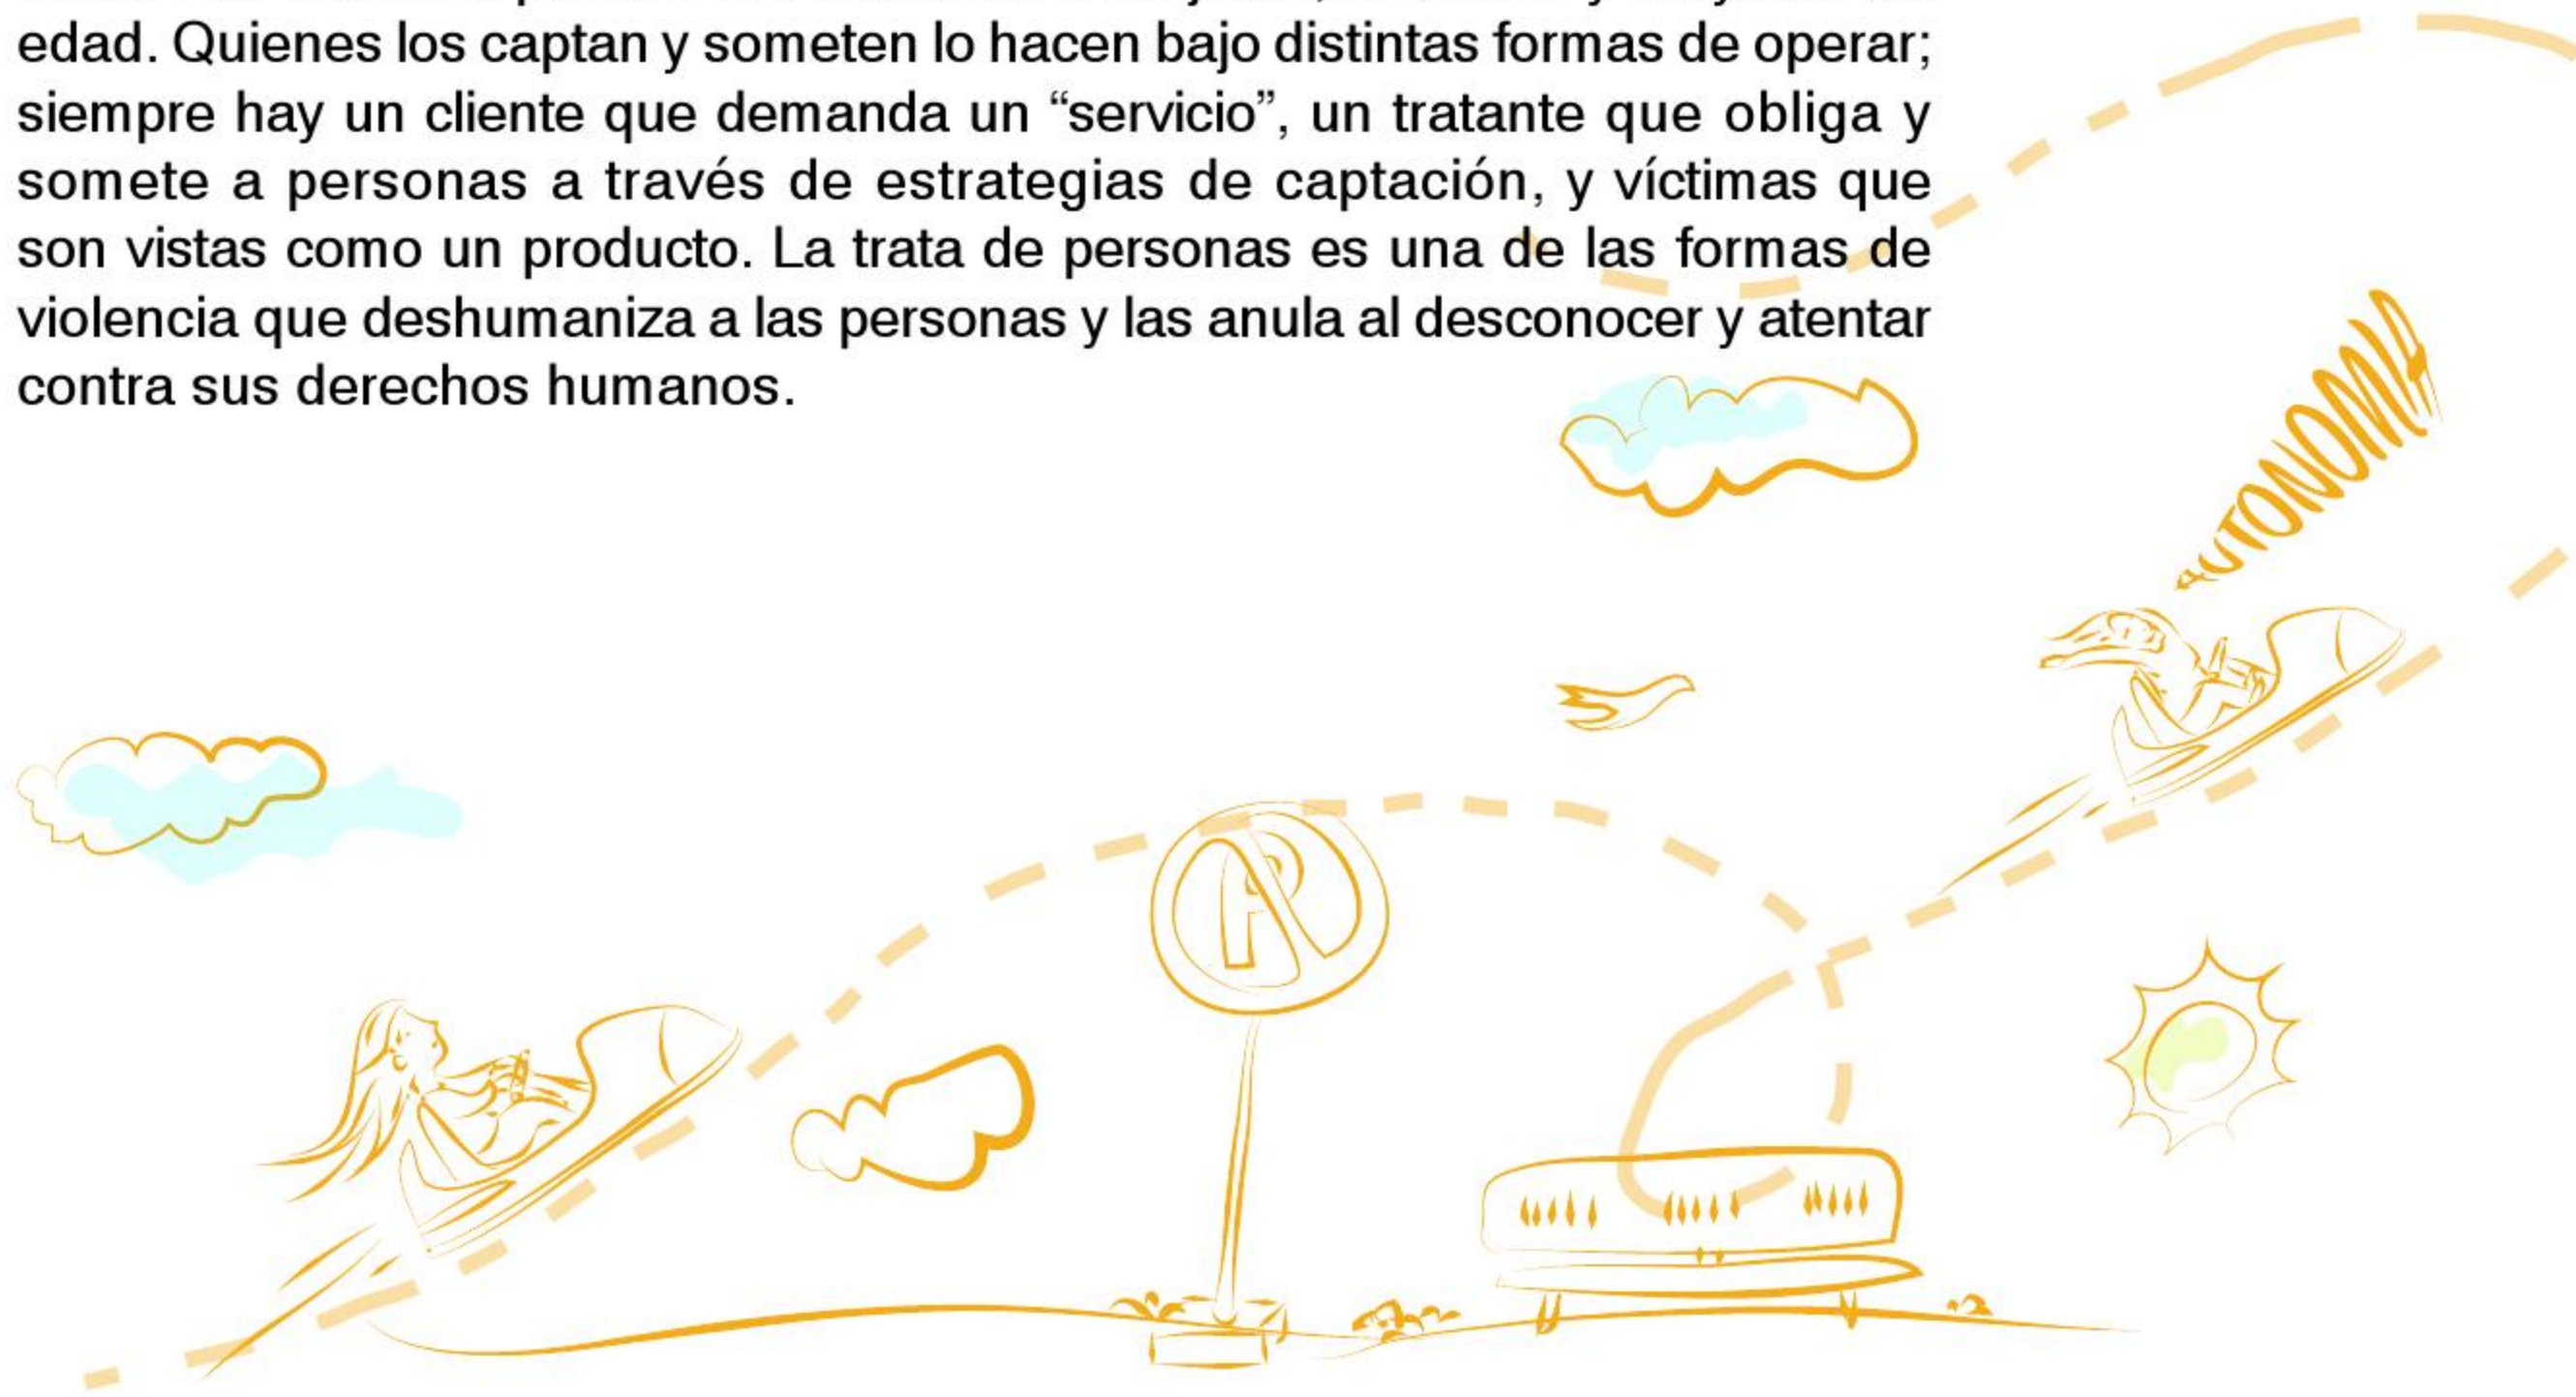 edad. Quienes los captan y someten lo hacen bajo distintas formas de operar;
siempre hay un cliente que demanda un “servicio”, un tratante que obliga y
somete a personas a través de estrategias de captación, y víctimas que
son vistas como un producto. La trata de personas es una de las formas de
violencia que deshumaniza a las personas y las anula al desconocer y atentar
contra sus derechos humanos.
AUTONOMIA
P